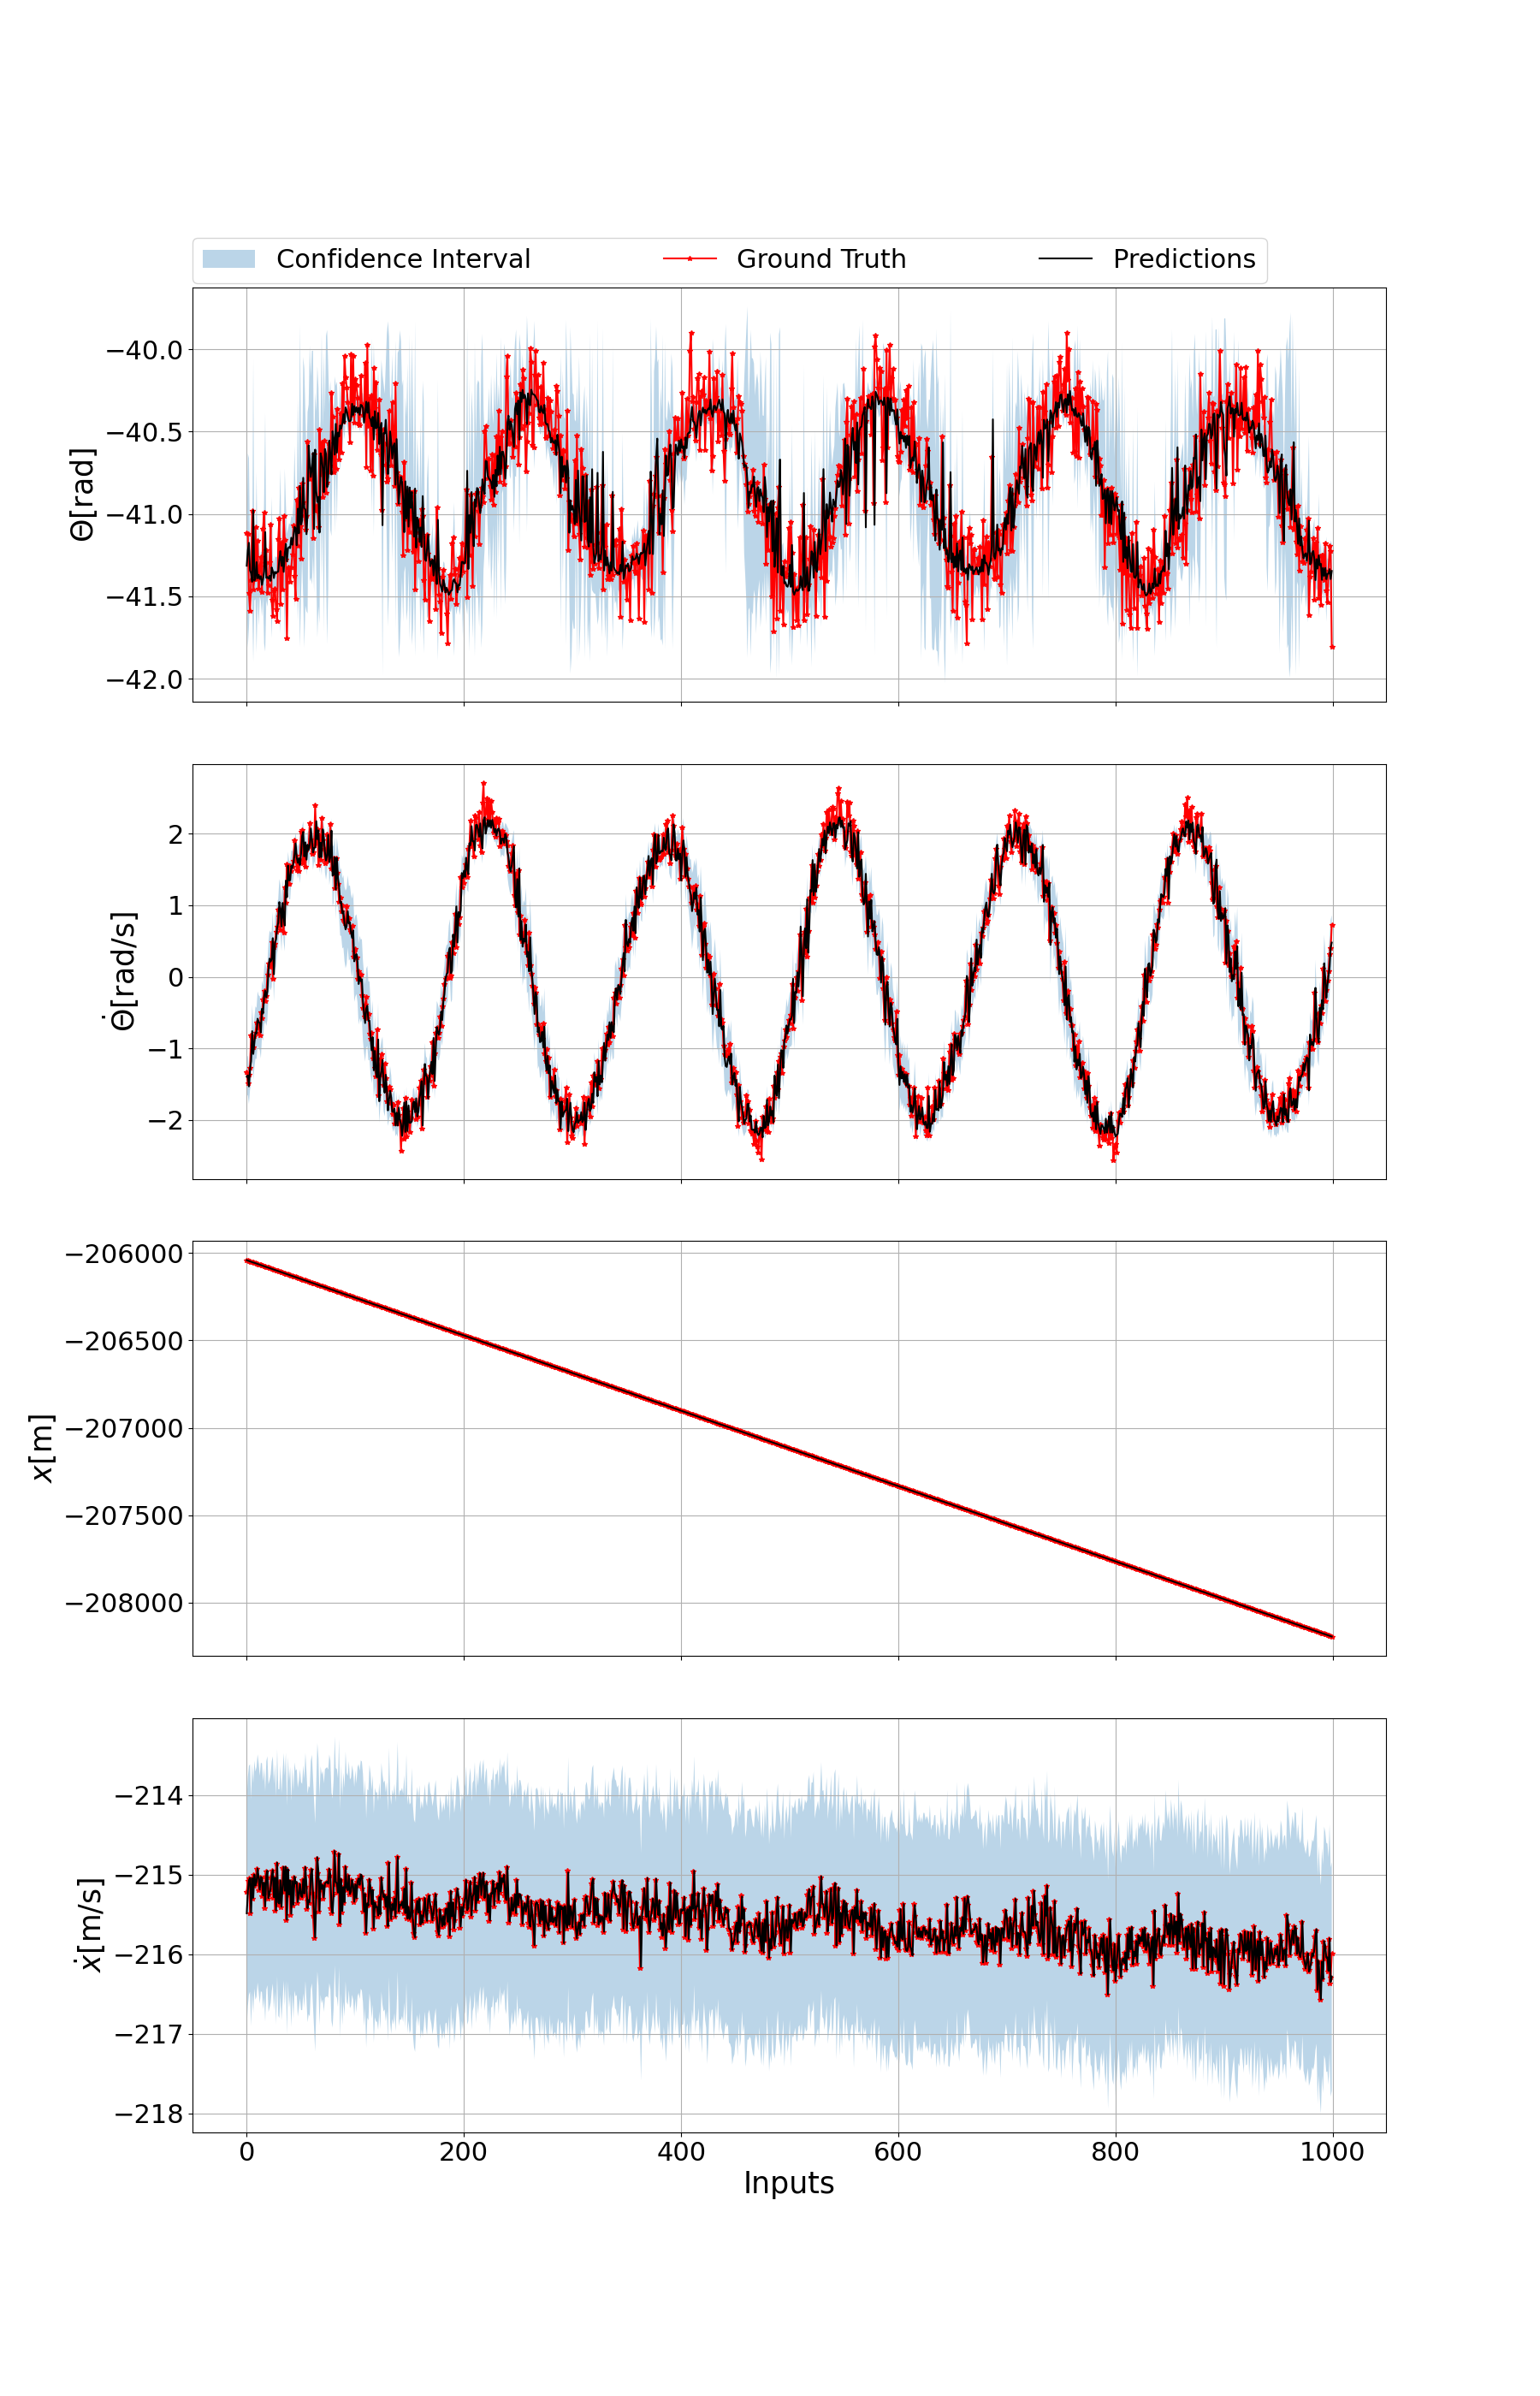 Confidence Interval Ground Truth Predictions
Θ[rad]
−40.0
−40.5
−41.0
−41.5
−42.0
Θ̇[rad/s]
2
1
0
−1
−2
x[m]
−206000
−206500
−207000
−207500
−208000
ẋ[m/s]
−214
−215
−216
−217
−218
0 200 400 600 800 1000
Inputs